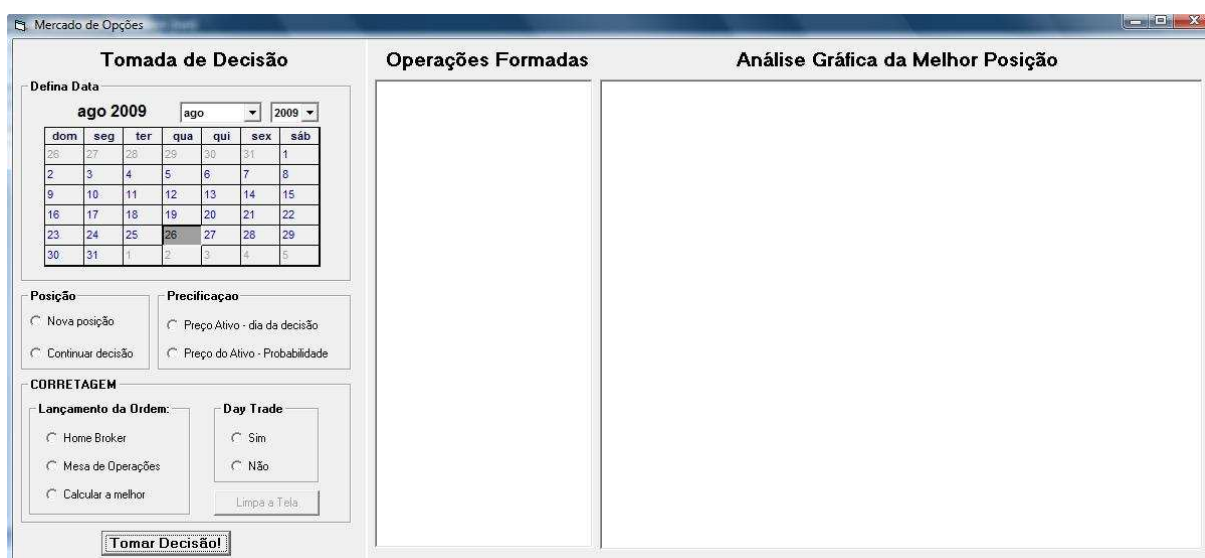 Mercado de Opções
Tomada de Decisão
Operações Formadas
Análise Gráfica da Melhor Posição
Defina Data
ago 2009
ago
2009
dom seg ter qua qui sex sáb
26 27 28 29 30 31 1
2 3 4 5 6 7 8
9 10 11 12 13 14 15
16 17 18 19 20 21 22
23 24 25 26 27 28 29
30 31 1 2 3 4 5
Posição
Nova posição
Continuar decisão
Precificaçao
Preço Ativo - dia da decisão
Preço do Ativo - Probabilidade
CORRETAGEM
Lançamento da Ordem:
Home Broker
Mesa de Operações
Calcular a melhor
Day Trade
Sim
Não
Limpa a Tela
Tomar Decisão!